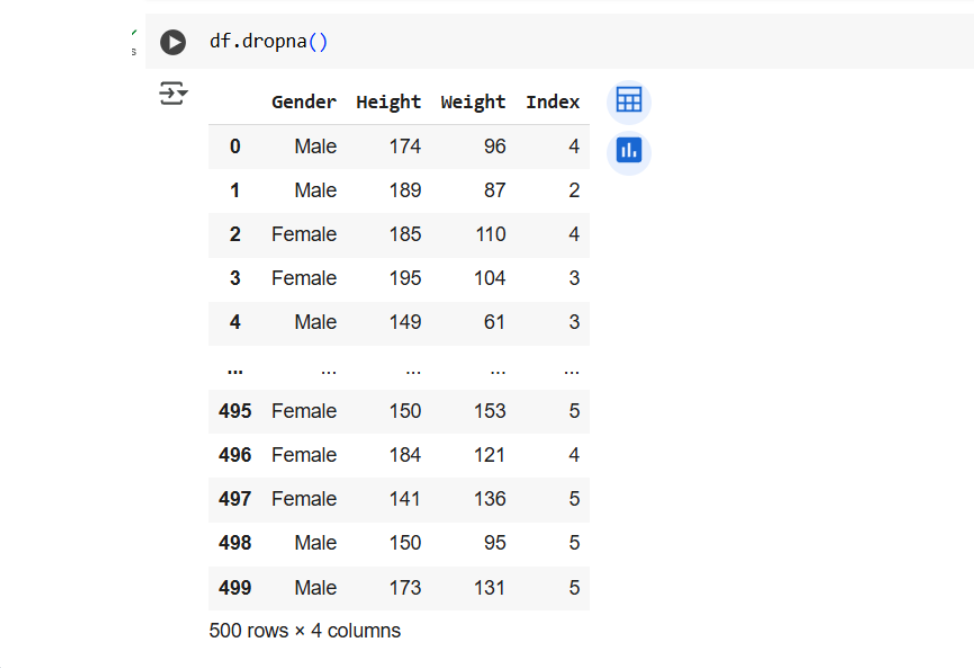 df.dropna()
s
Gender Height Weight Index
0 Male 174 96 4
1 Male 189 87 2
2 Female 185 110 4
3 Female 195 104 3
4 Male 149 61 3
... ... ... ... ...
495 Female 150 153 5
496 Female 184 121 4
497 Female 141 136 5
498 Male 150 95 5
499 Male 173 131 5
500 rows × 4 columns